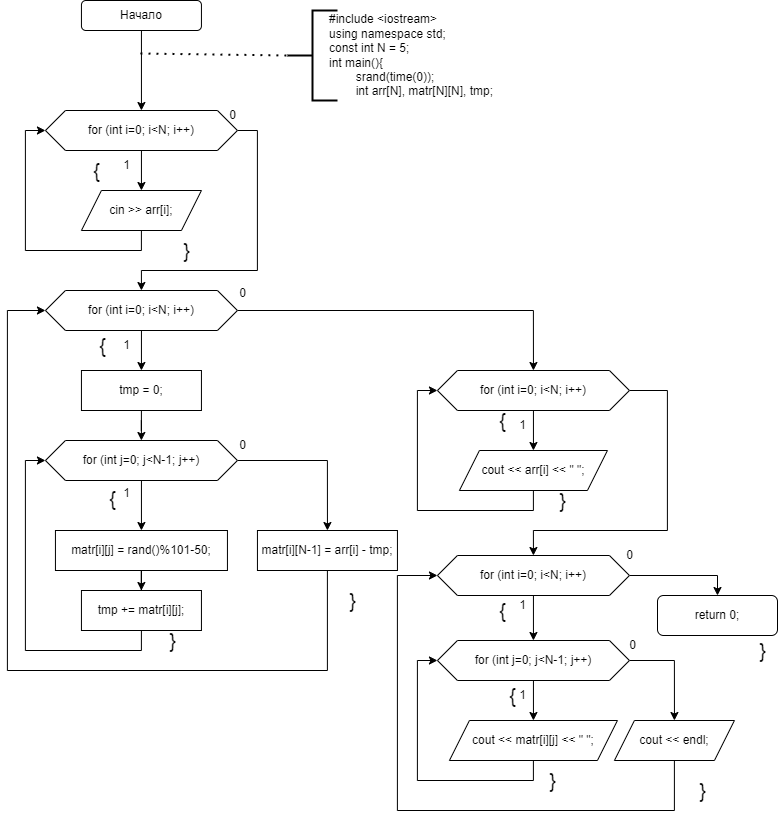 Начало
#include <iostream>
using namespace std;
const int N = 5;
int main(){
srand(time(0));
int arr[N], matr[N][N], tmp;
for (int i=0; i<N; i++)
0
{
1
cin >> arr[i];
}
for (int i=0; i<N; i++)
0
{
1
tmp = 0;
for (int j=0; j<N-1; j++)
0
{
1
matr[i][j] = rand()%101-50;
matr[i][N-1] = arr[i] - tmp;
tmp += matr[i][j];
}
}
for (int i=0; i<N; i++)
{
1
cout << arr[i] << " ";
}
for (int i=0; i<N; i++)
0
{
1
return 0;
}
for (int j=0; j<N-1; j++)
0
{
1
cout << matr[i][j] << " ";
cout << endl;
}
}